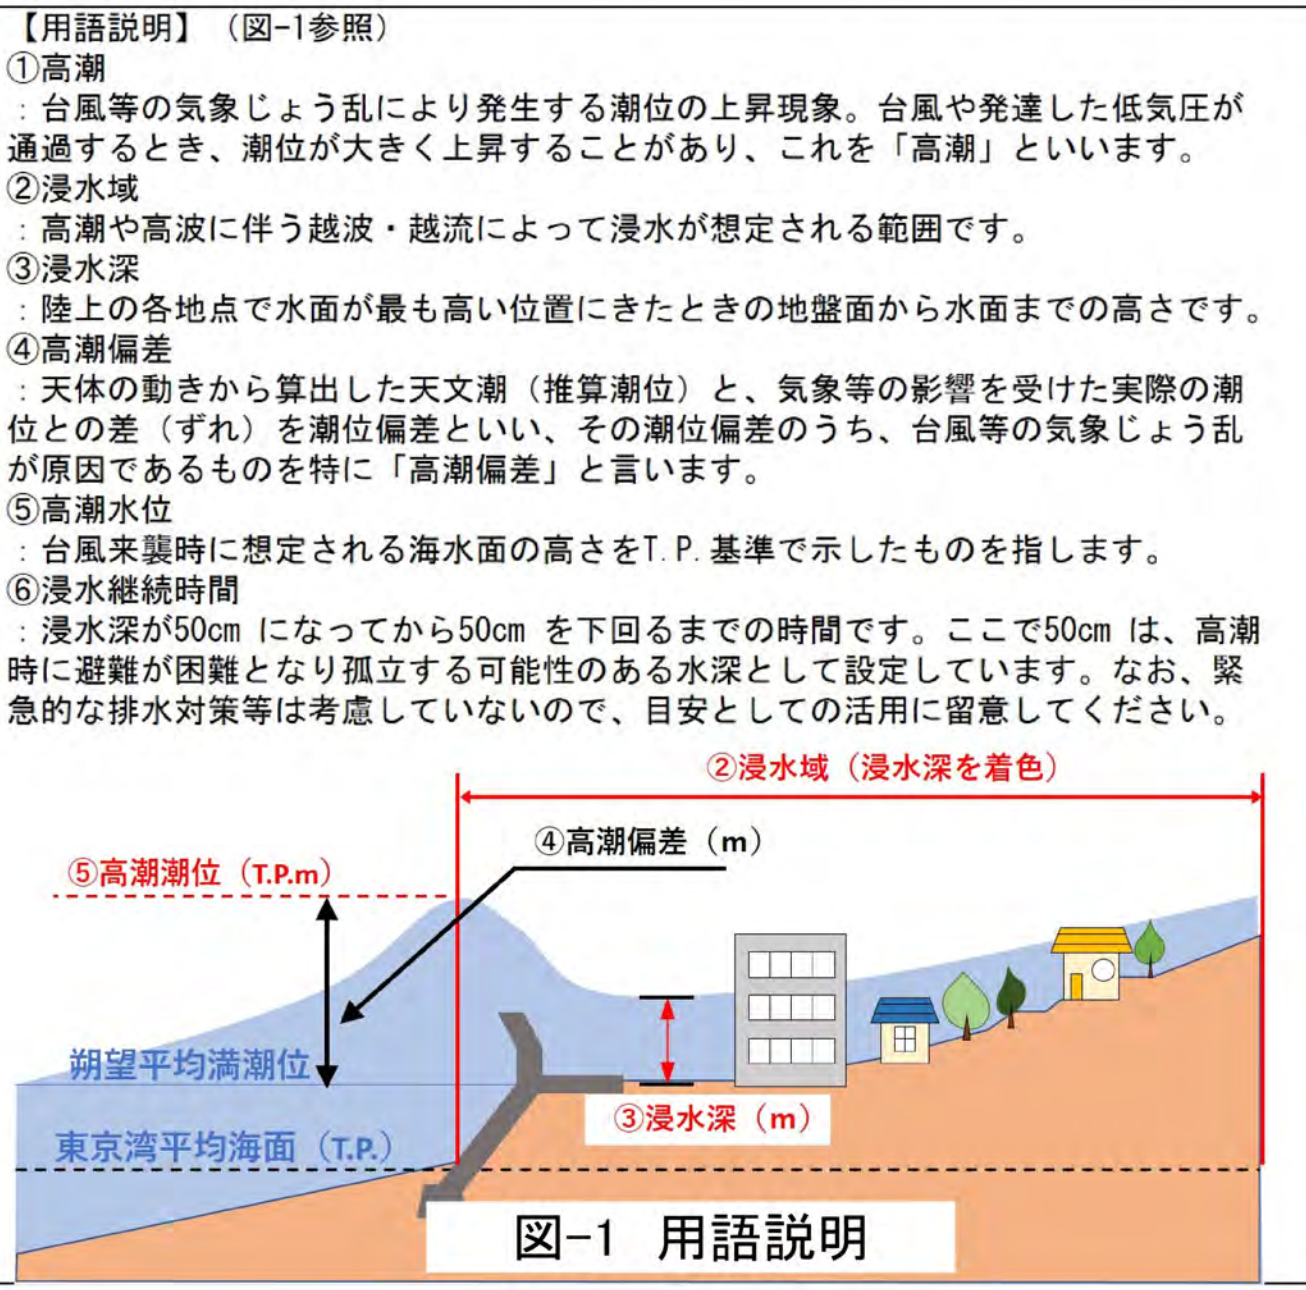 【用語説明】（図-1参照）
①高潮
：台風等の気象じょう乱により発生する潮位の上昇現象。台風や発達した低気圧が
通過するとき、潮位が大きく上昇することがあり、これを「高潮」といいます。
②浸水域
：高潮や高波に伴う越波・越流によって浸水が想定される範囲です。
③浸水深
：陸上の各地点で水面が最も高い位置にきたときの地盤面から水面までの高さです。
④高潮偏差
：天体の動きから算出した天文潮（推算潮位）と、気象等の影響を受けた実際の潮
位との差（ずれ）を潮位偏差といい、その潮位偏差のうち、台風等の気象じょう乱
が原因であるものを特に「高潮偏差」と言います。
⑤高潮水位
：台風来襲時に想定される海水面の高さをT.P.基準で示したものを指します。
⑥浸水継続時間
：浸水深が50cm になってから50cm を下回るまでの時間です。ここで50cm は、高潮
時に避難が困難となり孤立する可能性のある水深として設定しています。なお、緊
急的な排水対策等は考慮していないので、目安としての活用に留意してください。
②浸水域（浸水深を着色）
④高潮偏差（m）
⑤高潮潮位（T.P.m）
朔望平均満潮位
③浸水深（m）
東京湾平均海面（T.P.）
図-1 用語説明